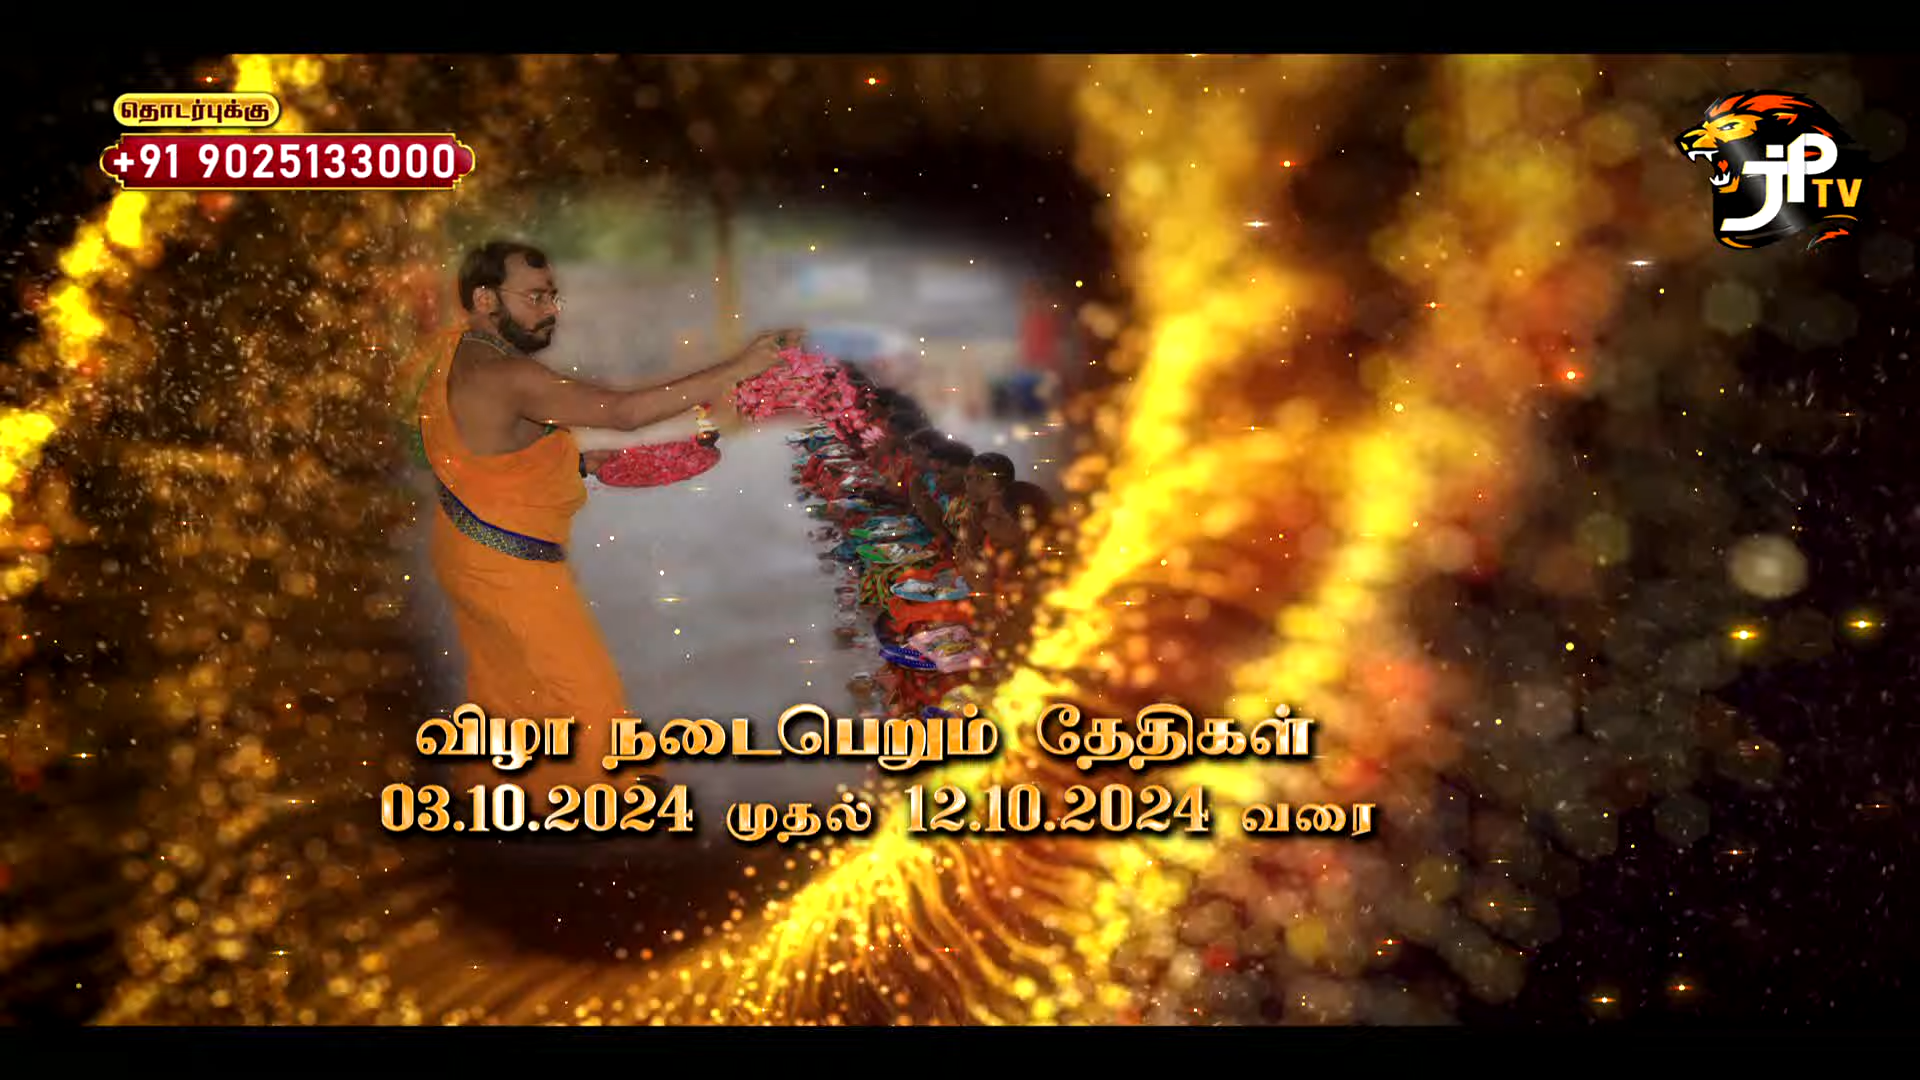 தொடர்புக்கு
+91 9025133000
JP TV
விழா நடைபெறும் தேதிகள்
03.10.2024 முதல் 12.10.2024 வரை